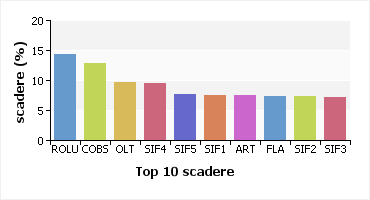 scadere (%)
20
15
10
5
0
ROLU COBS OLT SIF4 SIF5 SIF1 ART FLA SIF2 SIF3
Top 10 scadere